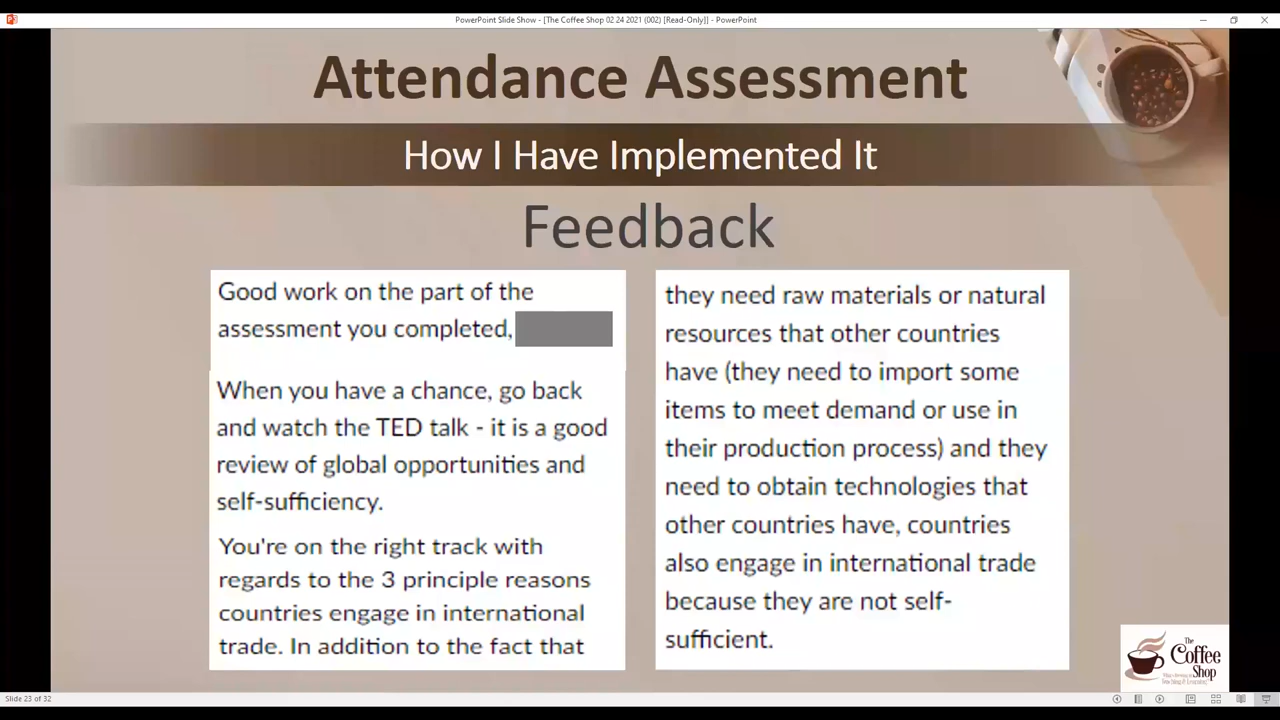 PowerPoint Slide Show - [The Coffee Shop 02 24 2021 (002) [Read-Only]] - PowerPoint
Attendance Assessment
How I Have Implemented It
Feedback
Good work on the part of the
assessment you completed,
When you have a chance, go back
and watch the TED talk - it is a good
review of global opportunities and
self-sufficiency.
You're on the right track with
regards to the 3 principle reasons
countries engage in international
trade. In addition to the fact that
they need raw materials or natural
resources that other countries
have (they need to import some
items to meet demand or use in
their production process) and they
need to obtain technologies that
other countries have, countries
also engage in international trade
because they are not self-
sufficient.
The
Coffee
Shop
Slide 23 of 32